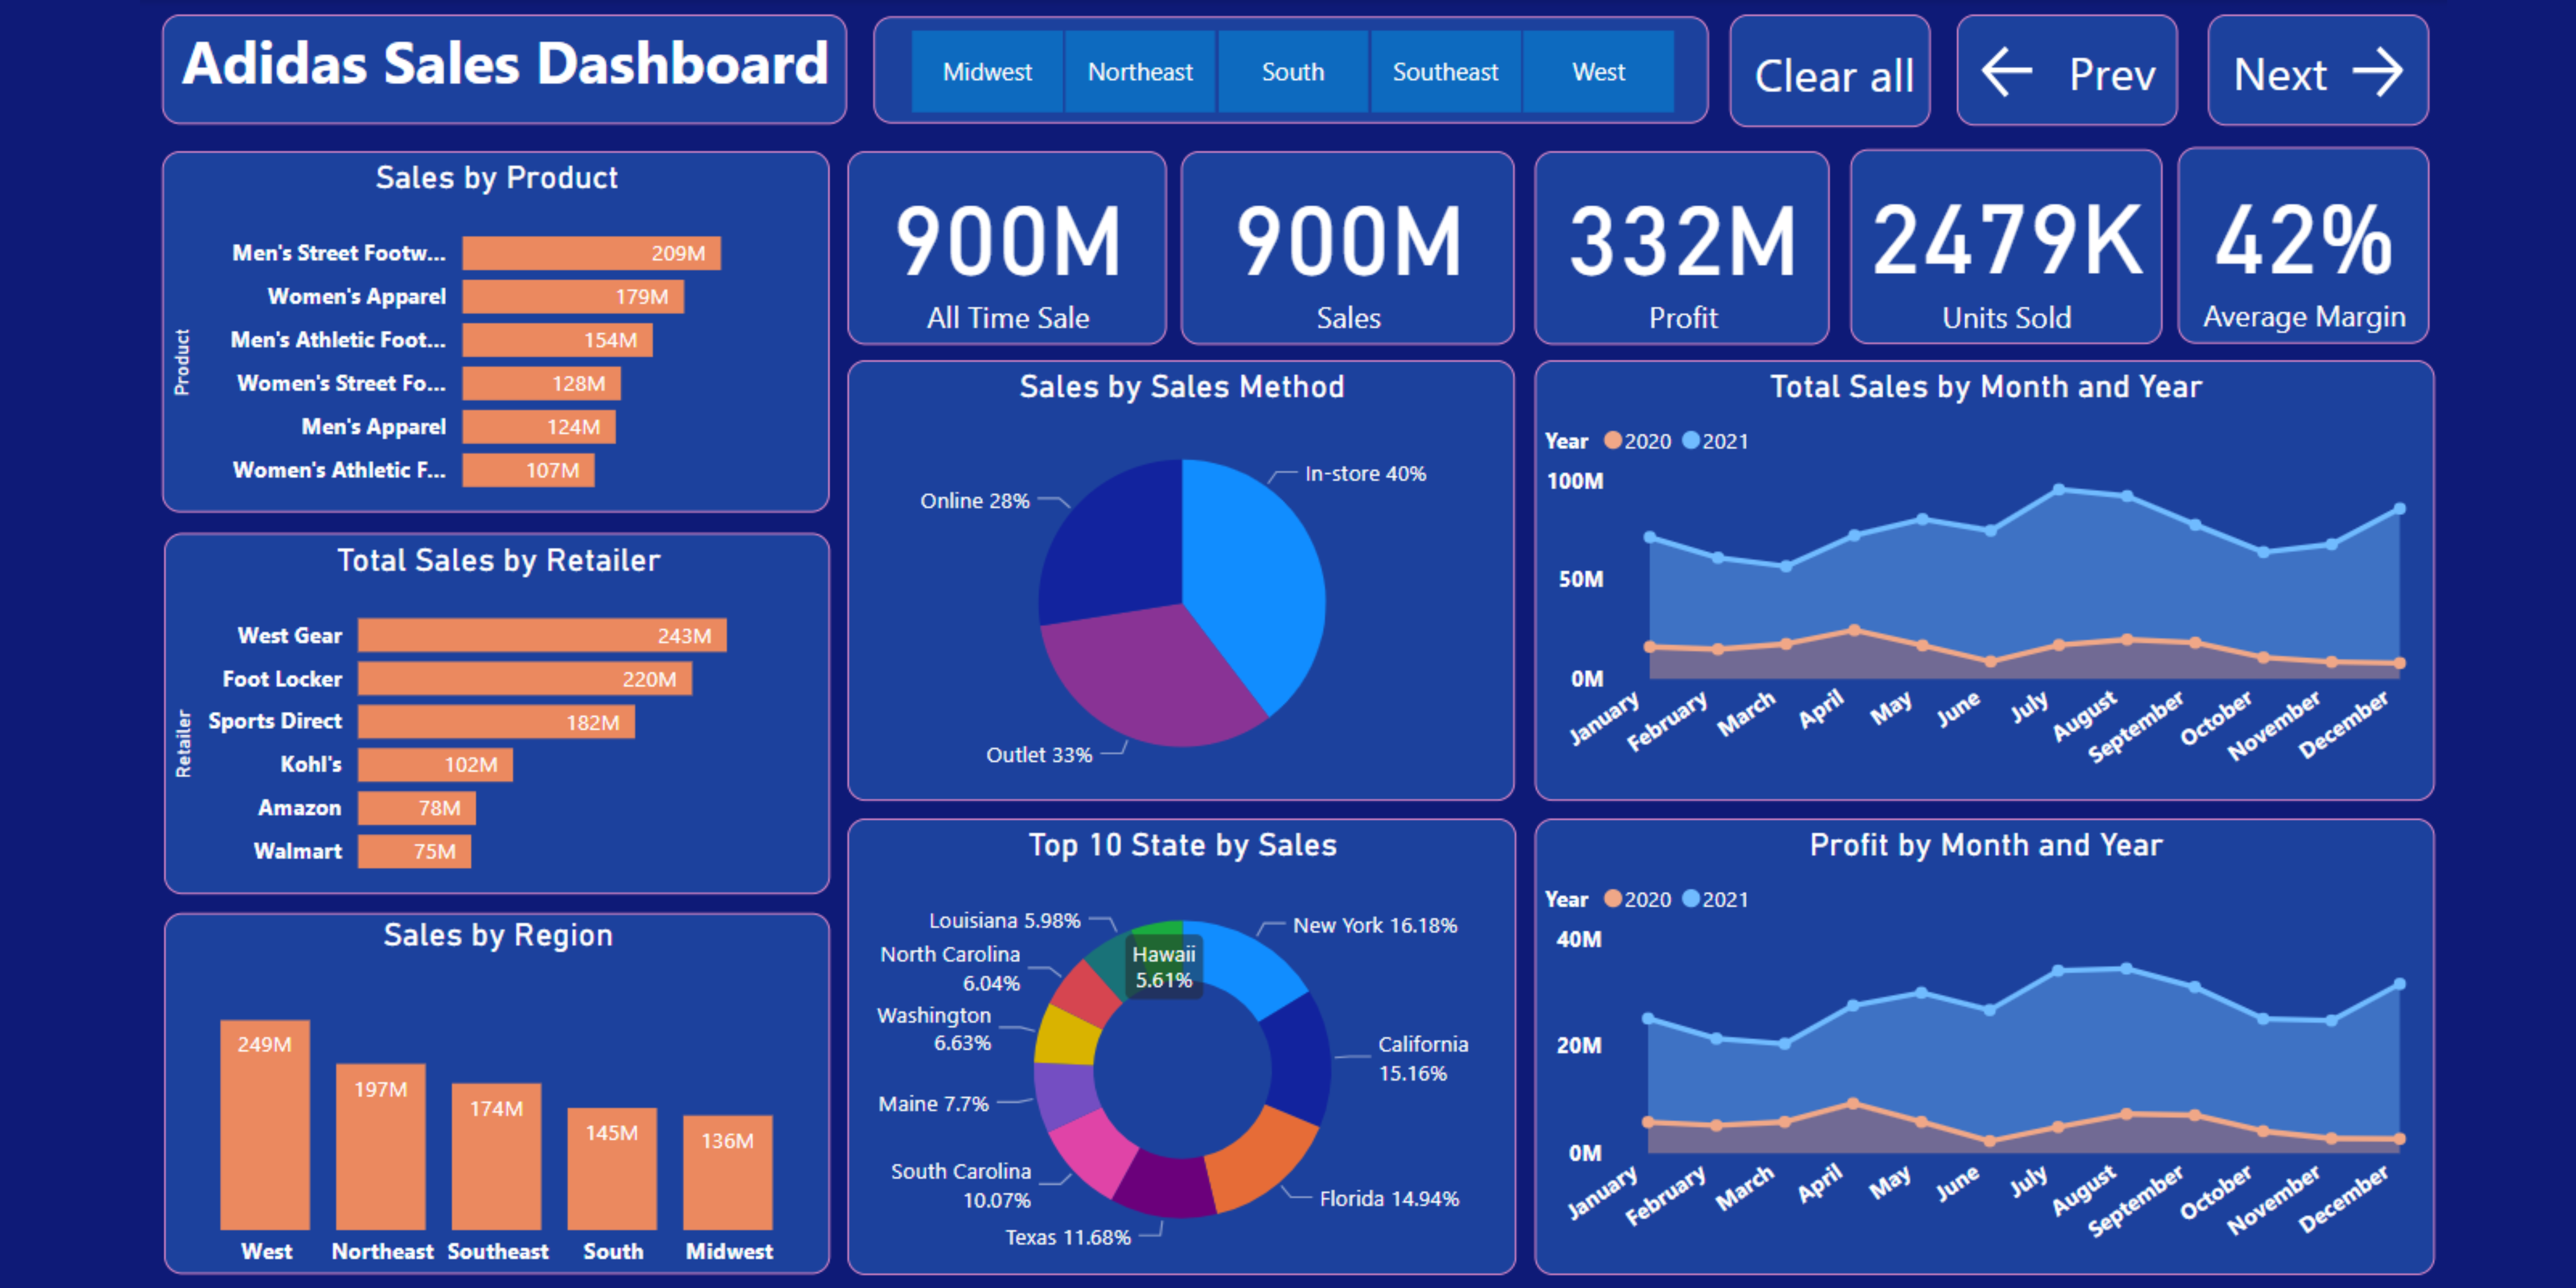 Adidas Sales Dashboard
Midwest
Northeast
South
Southeast
West
Clear all
Prev
Next
Sales by Product
Product
Men's Street Footw...
209M
Women's Apparel
179M
Men's Athletic Foot...
154M
Women's Street Fo...
128M
Men's Apparel
124M
Women's Athletic F...
107M
900M
All Time Sale
900M
Sales
332M
Profit
2479K
Units Sold
42%
Average Margin
Total Sales by Retailer
Retailer
West Gear
243M
Foot Locker
220M
Sports Direct
182M
Kohl's
102M
Amazon
78M
Walmart
75M
Sales by Sales Method
In-store 40%
Online 28%
Outlet 33%
Total Sales by Month and Year
Year 2020 2021
100M
50M
0M
January
February
March
April
May
June
July
August
September
October
November
December
Sales by Region
249M
197M
174M
145M
136M
West
Northeast
Southeast
South
Midwest
Top 10 State by Sales
Louisiana 5.98%
Hawaii
5.61%
New York 16.18%
North Carolina
6.04%
Washington
6.63%
California
15.16%
Maine 7.7%
South Carolina
10.07%
Florida 14.94%
Texas 11.68%
Profit by Month and Year
Year 2020 2021
40M
20M
0M
January
February
March
April
May
June
July
August
September
October
November
December